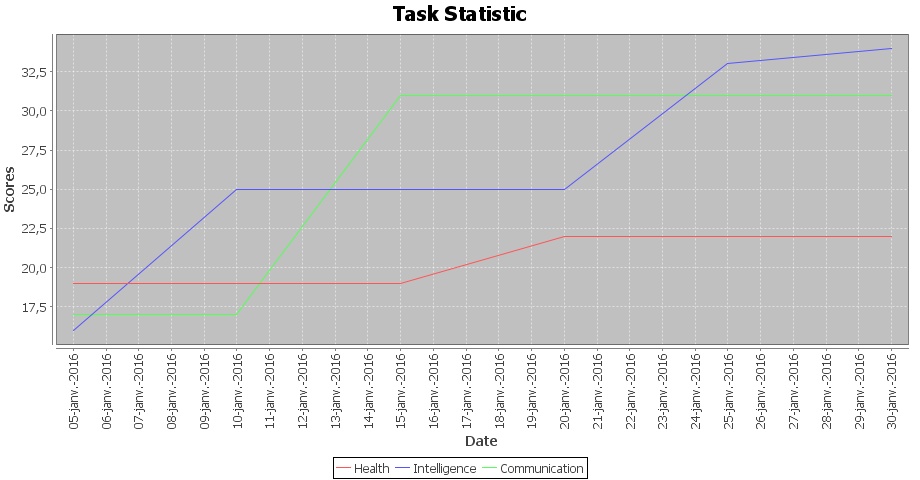 Task Statistic
32,5
30,0
27,5
25,0
22,5
20,0
17,5
Scores
05-janv.-2016
06-janv.-2016
07-janv.-2016
08-janv.-2016
09-janv.-2016
10-janv.-2016
11-janv.-2016
12-janv.-2016
13-janv.-2016
14-janv.-2016
15-janv.-2016
16-janv.-2016
17-janv.-2016
18-janv.-2016
19-janv.-2016
20-janv.-2016
21-janv.-2016
22-janv.-2016
23-janv.-2016
24-janv.-2016
25-janv.-2016
26-janv.-2016
27-janv.-2016
28-janv.-2016
29-janv.-2016
30-janv.-2016
Date
Health Intelligence Communication